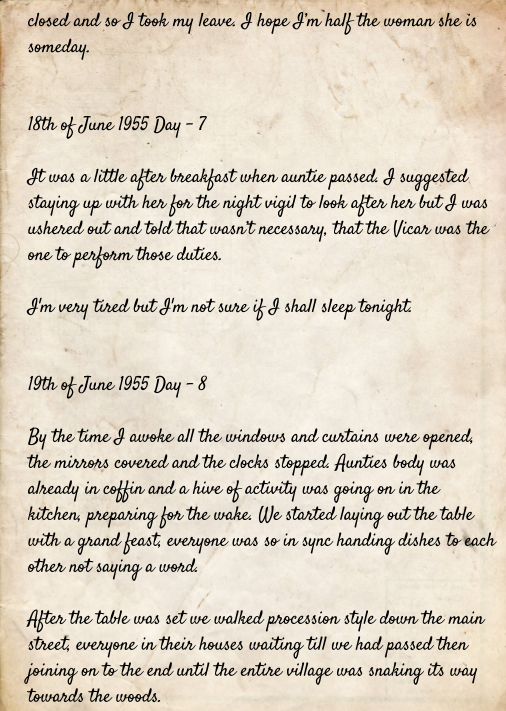 closed and so I took my leave. I hope I'm half the woman she is
someday.
18th of June 1955 Day - 7
It was a little after breakfast when auntie passed. I suggested
staying up with her for the night vigil to look after her but I was
ushered out and told that wasn't necessary, that the Vicar was the
one to perform those duties.
I'm very tired but I'm not sure if I shall sleep tonight.
19th of June 1955 Day - 8
By the time I awoke all the windows and curtains were opened,
the mirrors covered and the clocks stopped. Aunties body was
already in coffin and a hive of activity was going on in the
kitchen, preparing for the wake. We started laying out the table
with a grand feast, everyone was so in sync handing dishes to each
other not saying a word.
After the table was set we walked procession style down the main
street, everyone in their houses waiting till we had passed then
joining on to the end until the entire village was snaking its way
towards the woods.